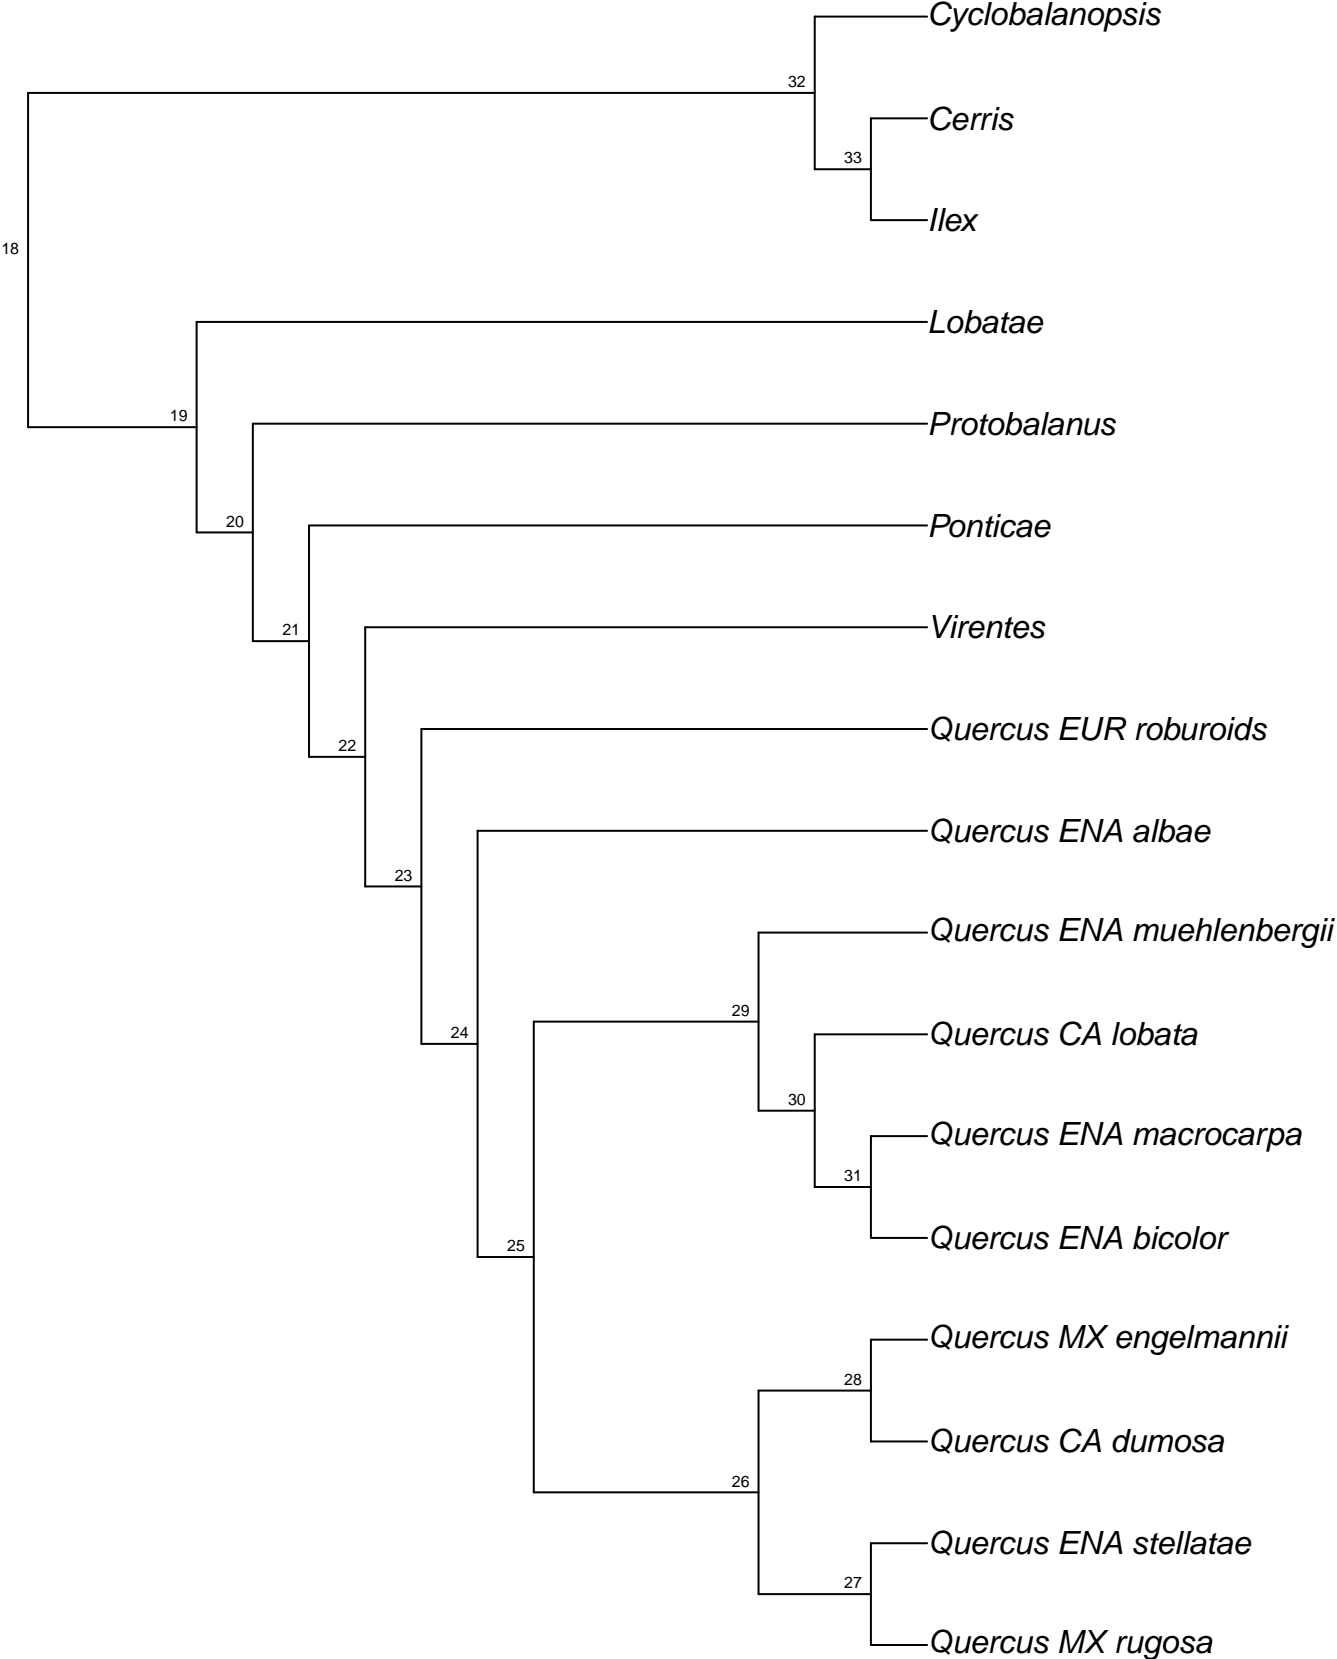 Cyclobalanopsis
32
Cerris
33
Ilex
18
Lobatae
19
Protobalanus
20
Ponticae
21
Virentes
22
Quercus EUR roburoids
Quercus ENA albae
23
Quercus ENA muehlenbergii
29
24
Quercus CA lobata
30
Quercus ENA macrocarpa
31
Quercus ENA bicolor
25
Quercus MX engelmannii
28
Quercus CA dumosa
26
Quercus ENA stellatae
27
Quercus MX rugosa